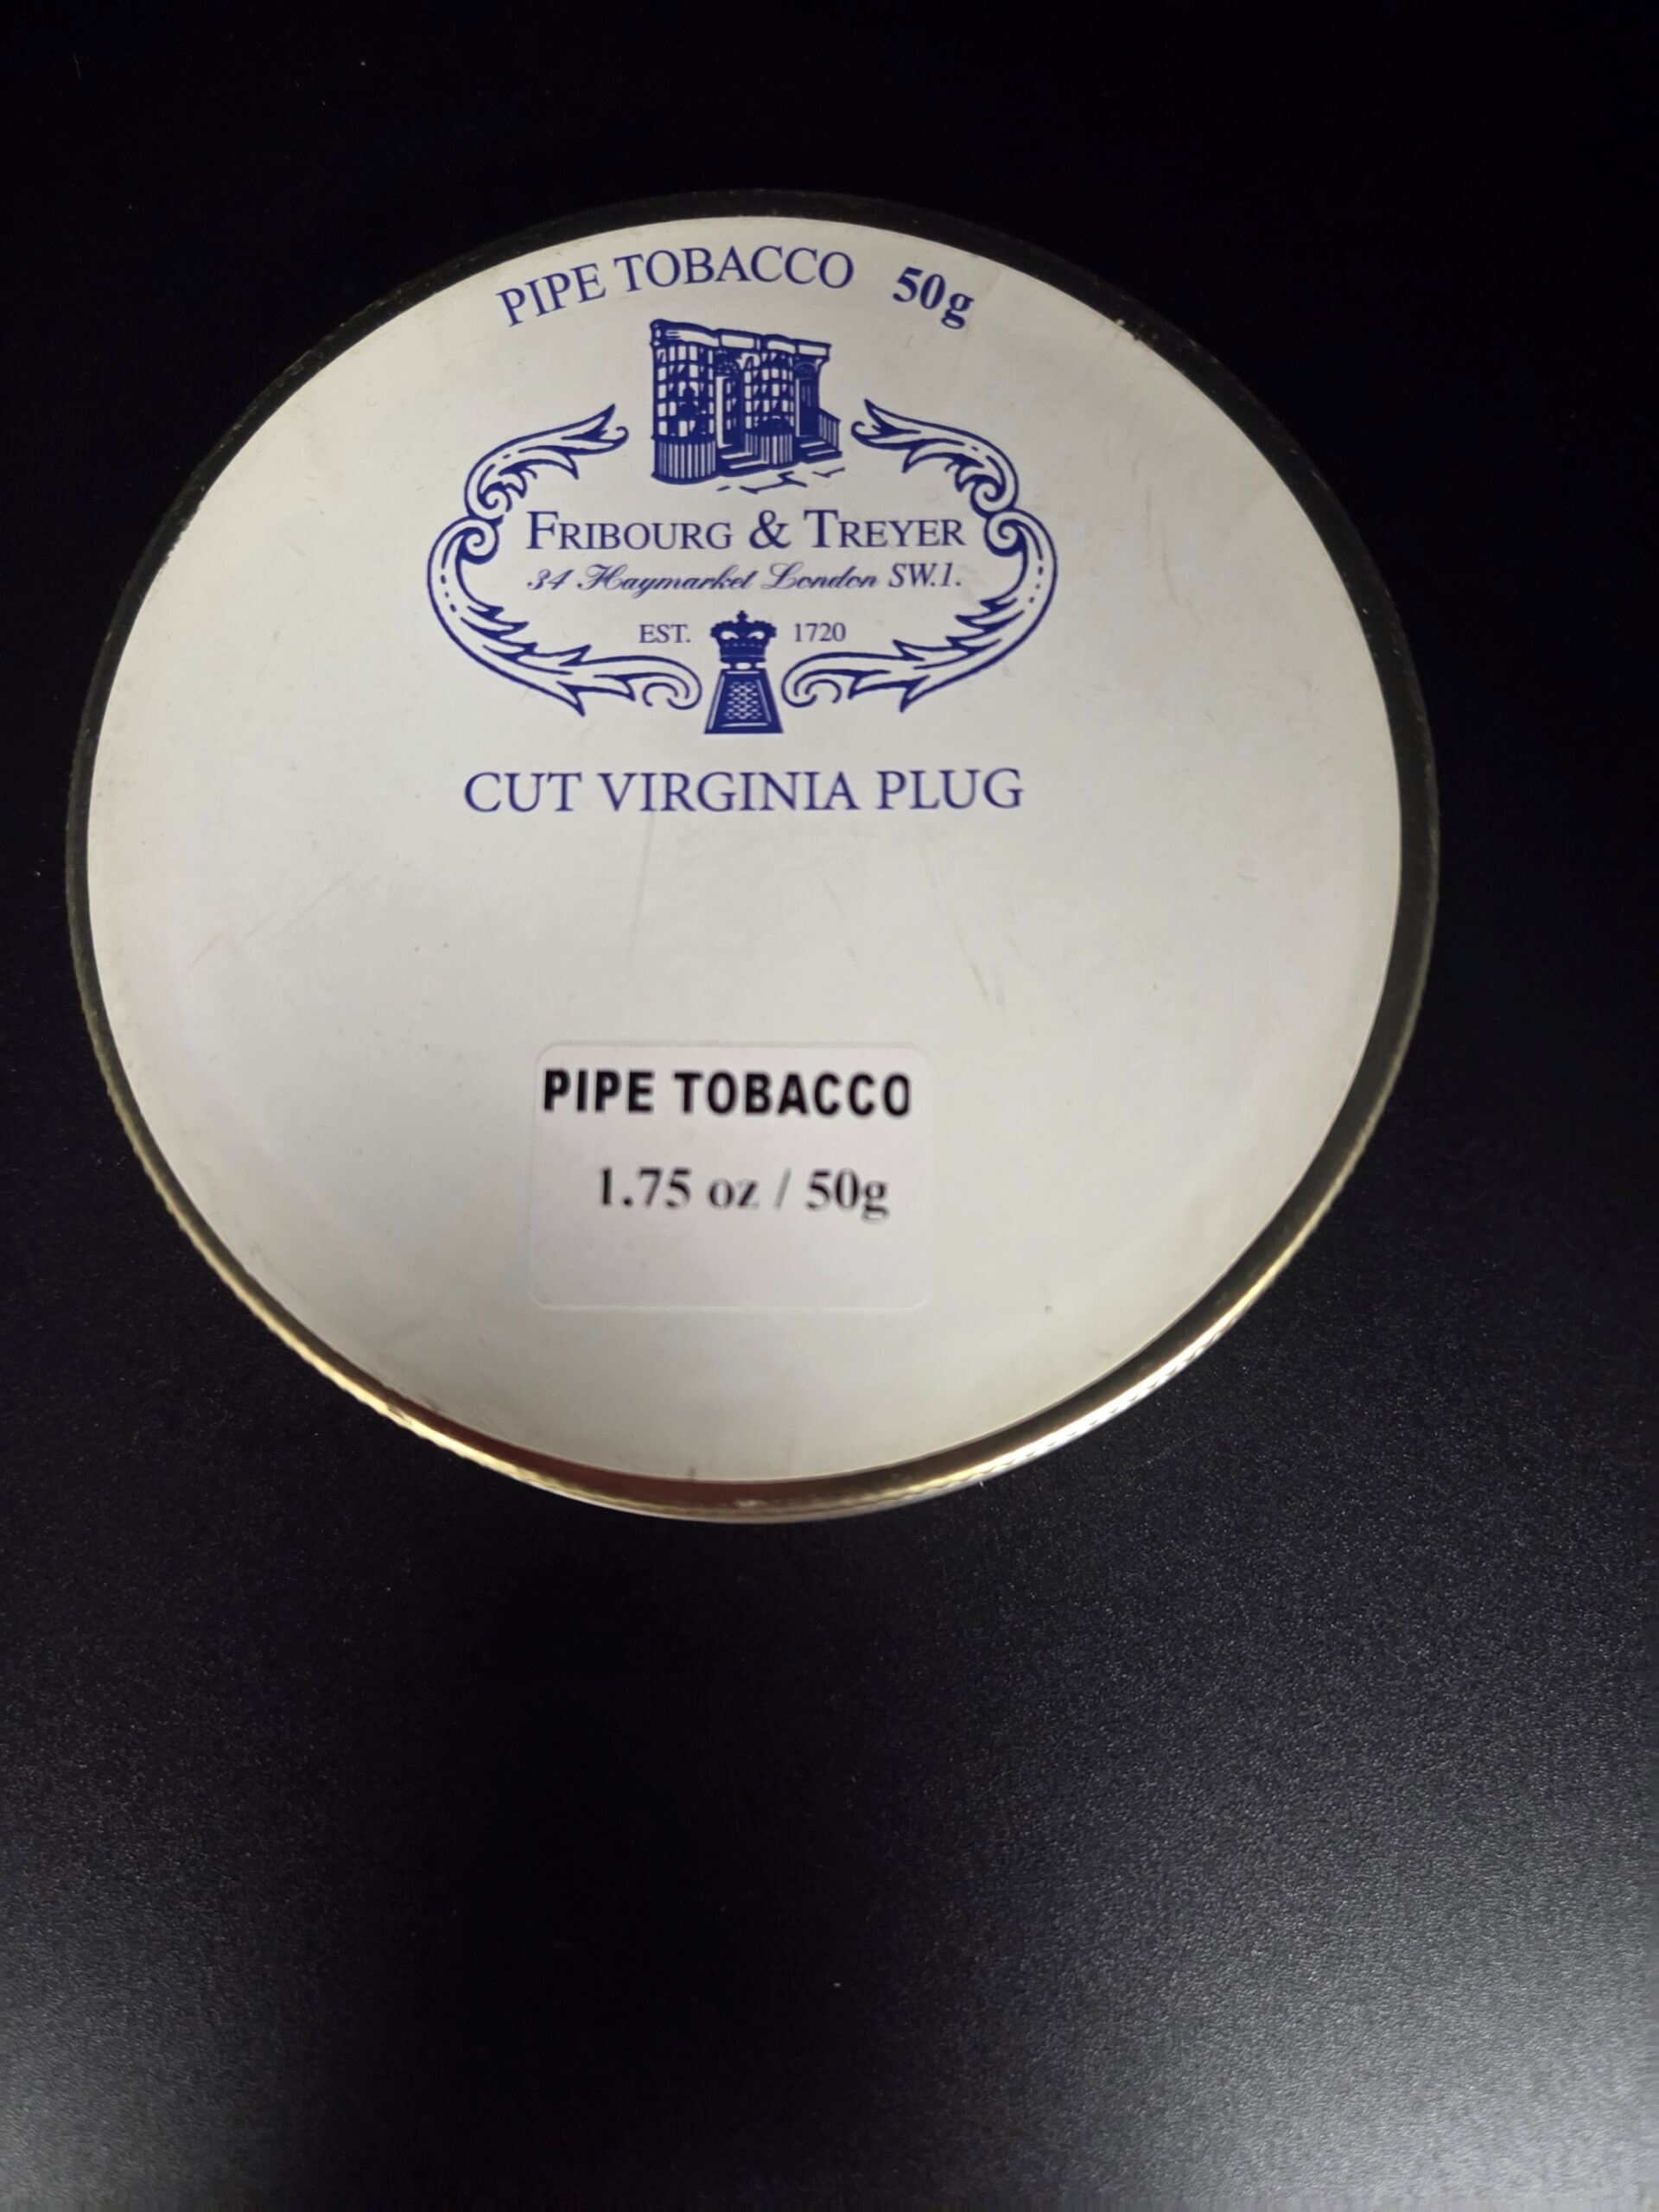 PIPE TOBACCO 50g
FRIBOURG & TREYER
34 Haymarket London SW.1.
EST. 1720
CUT VIRGINIA PLUG
PIPE TOBACCO
1.75 oz / 50g